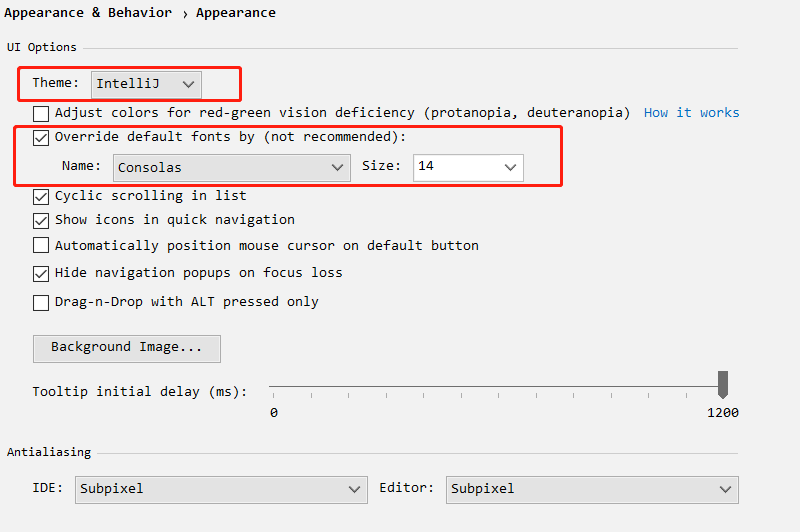 Appearance & Behavior › Appearance
UI Options
Theme: IntelliJ
Adjust colors for red-green vision deficiency (protanopia, deuteranopia) How it works
Override default fonts by (not recommended):
Name: Consolas Size: 14
Cyclic scrolling in list
Show icons in quick navigation
Automatically position mouse cursor on default button
Hide navigation popups on focus loss
Drag-n-Drop with ALT pressed only
Background Image...
Tooltip initial delay (ms):
0 1200
Antialiasing
IDE: Subpixel Editor: Subpixel